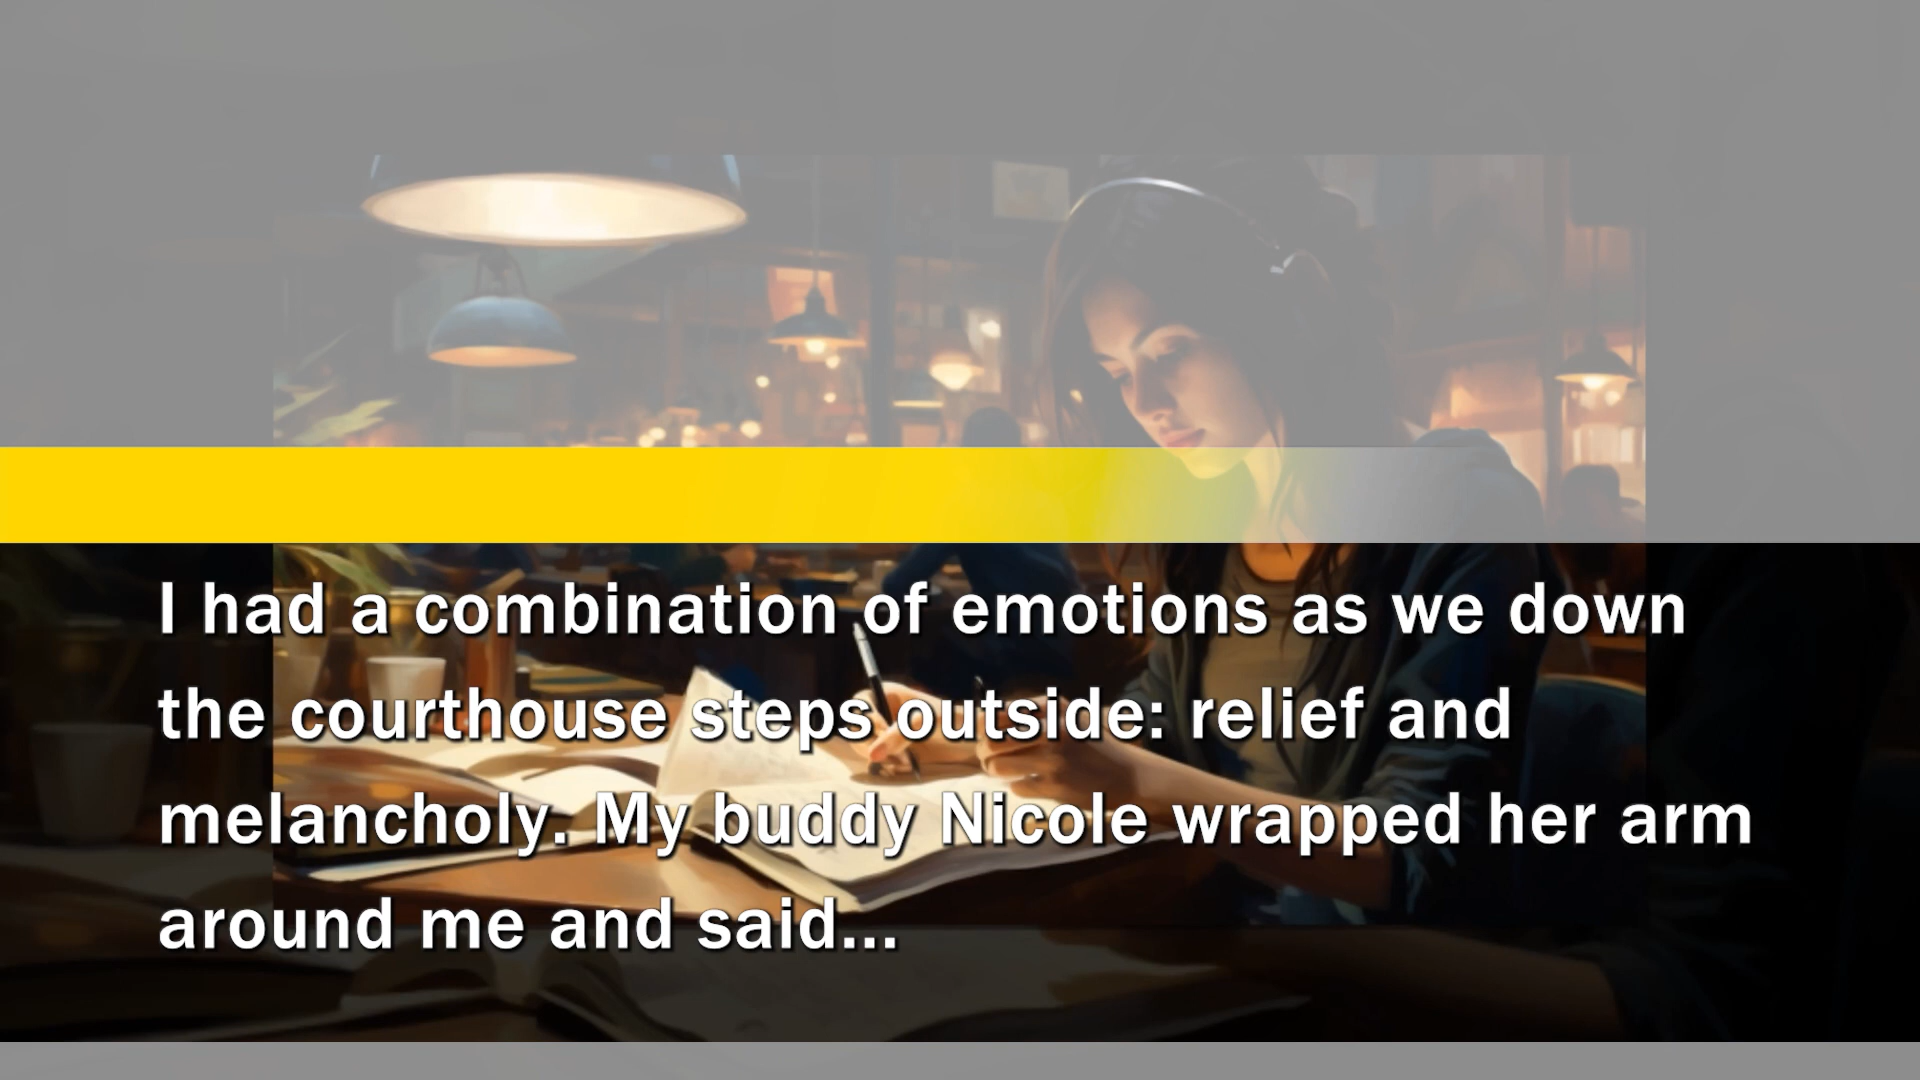 I had a combination of emotions as we down
the courthouse steps outside: relief and
melancholy. My buddy Nicole wrapped her arm
around me and said...